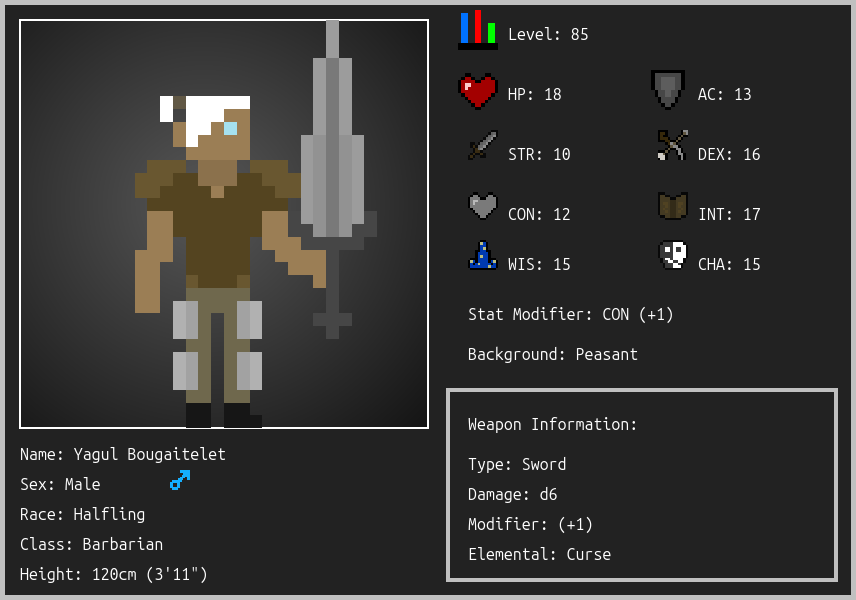 Level: 85
HP: 18
AC: 13
STR: 10
DEX: 16
CON: 12
INT: 17
WIS: 15
CHA: 15
Stat Modifier: CON (+1)
Background: Peasant
Name: Yagul Bougaitelet
Sex: Male
Race: Halfling
Class: Barbarian
Height: 120cm (3'11")
Weapon Information:
Type: Sword
Damage: d6
Modifier: (+1)
Elemental: Curse